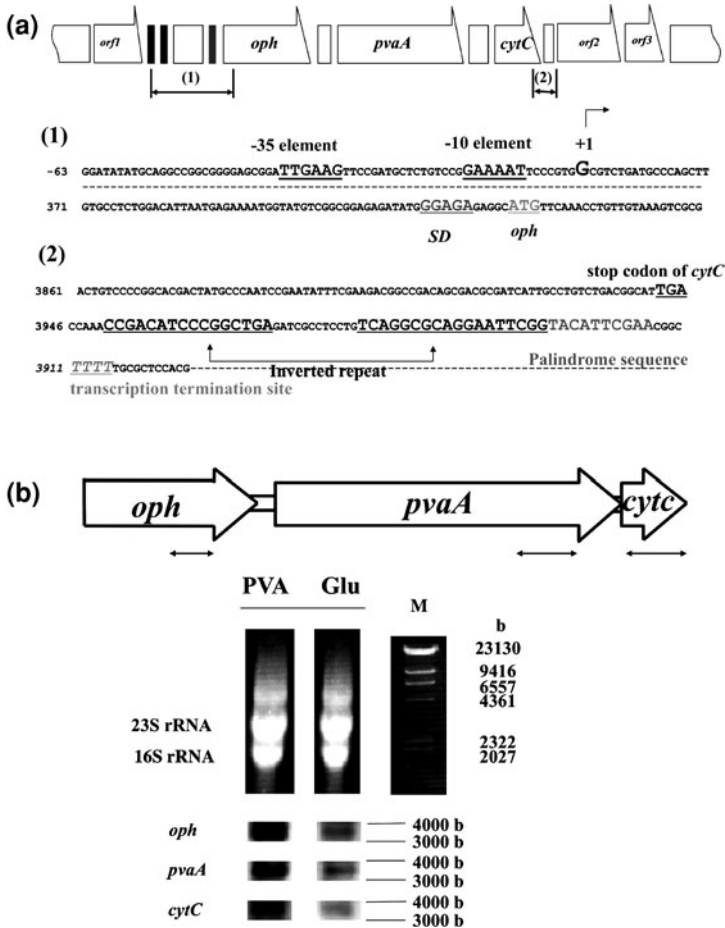 (a)
orf1 oph pvaA cytC orf2 orf3
(1) (2)
(1)
-35 element -10 element +1
-63 GGATATATGCAGGCCGGCGGGGAGCGGATTGAAGTTCCGATGCTCTGTCCGGAAAATTCCCGTGGCGTCTGATGCCCAGCTT
371 GTGCCTCTGGACATTAATGAGAAAATGGTATGTCGGCGGAGAGATATGGGAGAGAGGCATGTTCAAACCTGTTGTAAAGTCGCG
SD oph
(2)
stop codon of cytC
3861 ACTGTCCCCGGCACGACTATGCCCAATCCGAATATTTCGAAGACGGCCGACAGCGACGCGATCATTGCCTGTCTGACGGCATTGA
3946 CCAAACCGACATCCCGGCTGAGATCGCCTCCTGTCAGGCGCAGGAATTCGGTACATTCGAACGGC
Palindrome sequence
3911 TTTTTGCGCTCCACG
Inverted repeat
transcription termination site
(b)
oph pvaA cytc
PVA Glu M b
23130
9416
6557
4361
23S rRNA 2322
16S rRNA 2027
oph 4000 b
3000 b
pvaA 4000 b
3000 b
cytC 4000 b
3000 b